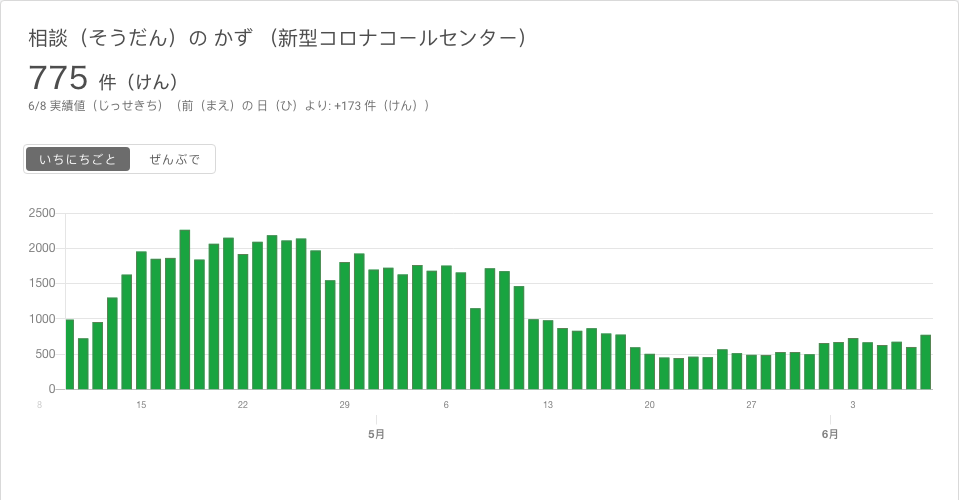 相談（そうだん）の かず （新型コロナコールセンター）
775 件（けん）
6/8 実績値（じっせきち）（前（まえ）の 日（ひ）より: +173 件（けん））
いちにちごと ぜんぶで
2500
2000
1500
1000
500
0
8 15 22 29 6 13 20 27 3
5月 6月